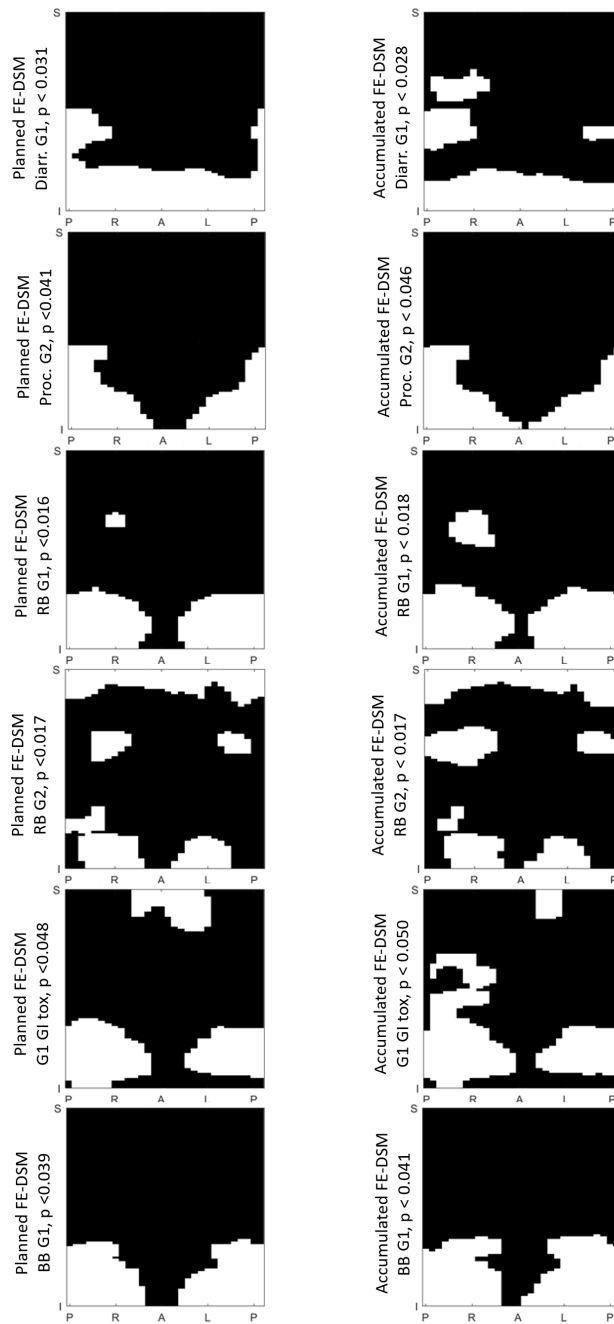 Planned FE-DSM
Diarr. G1, p < 0.031
S
I
P R A L P
Accumulated FE-DSM
Diarr. G1, p < 0.028
P R A L P
Planned FE-DSM
Proc. G2, p <0.041
S
I
P R A L P
Accumulated FE-DSM
Proc. G2, p < 0.046
S
I
P R A L P
Planned FE-DSM
RB G1, p <0.016
S
I
P R A L P
Accumulated FE-DSM
RB G1, p < 0.018
S
I
P R A L P
Planned FE-DSM
RB G2, p <0.017
S
I
P R A L P
Accumulated FE-DSM
RB G2, p < 0.017
S
I
P R A L P
Planned FE-DSM
G1 GI tox, p <0.048
S
I
P R A L P
Accumulated FE-DSM
G1 GI tox, p < 0.050
S
I
P R A L P
Planned FE-DSM
BB G1, p <0.039
S
I
P R A L P
Accumulated FE-DSM
BB G1, p < 0.041
S
I
P R A L P